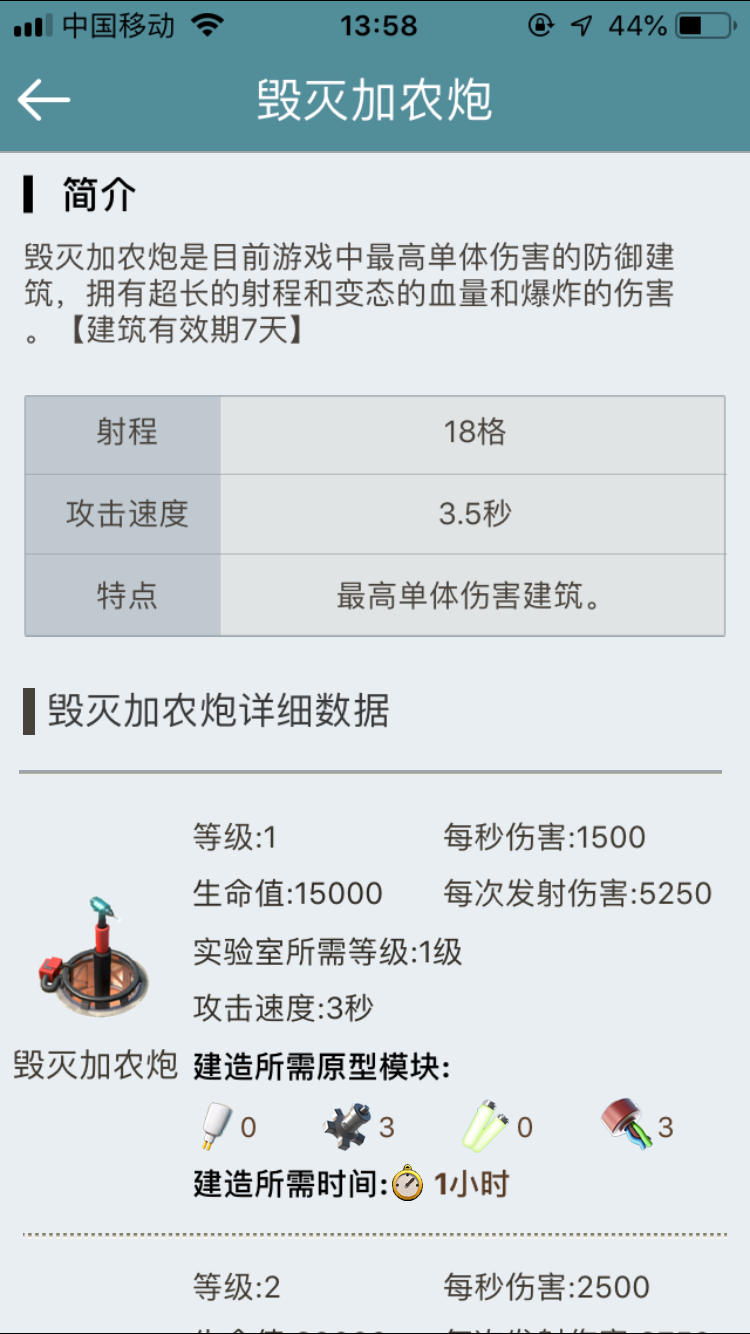 中国移动 13:58 44%
毁灭加农炮
简介
毁灭加农炮是目前游戏中最高单体伤害的防御建
筑，拥有超长的射程和变态的血量和爆炸的伤害
。【建筑有效期7天】
射程 18格
攻击速度 3.5秒
特点 最高单体伤害建筑。
毁灭加农炮详细数据
等级:1 每秒伤害:1500
生命值:15000 每次发射伤害:5250
实验室所需等级:1级
攻击速度:3秒
毁灭加农炮 建造所需原型模块:
0 3 0 3
建造所需时间: 1小时
等级:2 每秒伤害:2500